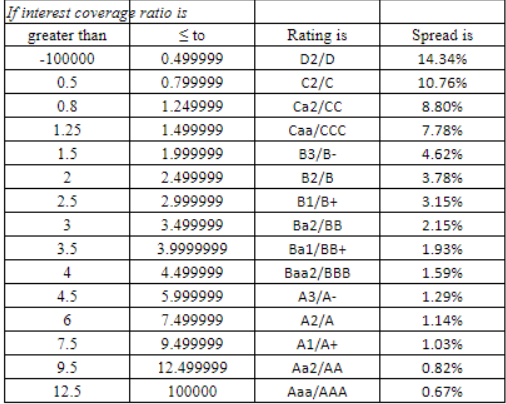 If interest coverage ratio is
greater than ≤ to Rating is Spread is
-100000 0.499999 D2/D 14.34%
0.5 0.799999 C2/C 10.76%
0.8 1.249999 Ca2/CC 8.80%
1.25 1.499999 Caa/CCC 7.78%
1.5 1.999999 B3/B- 4.62%
2 2.499999 B2/B 3.78%
2.5 2.999999 B1/B+ 3.15%
3 3.499999 Ba2/BB 2.15%
3.5 3.9999999 Ba1/BB+ 1.93%
4 4.499999 Baa2/BBB 1.59%
4.5 5.999999 A3/A- 1.29%
6 7.499999 A2/A 1.14%
7.5 9.499999 A1/A+ 1.03%
9.5 12.499999 Aa2/AA 0.82%
12.5 100000 Aaa/AAA 0.67%